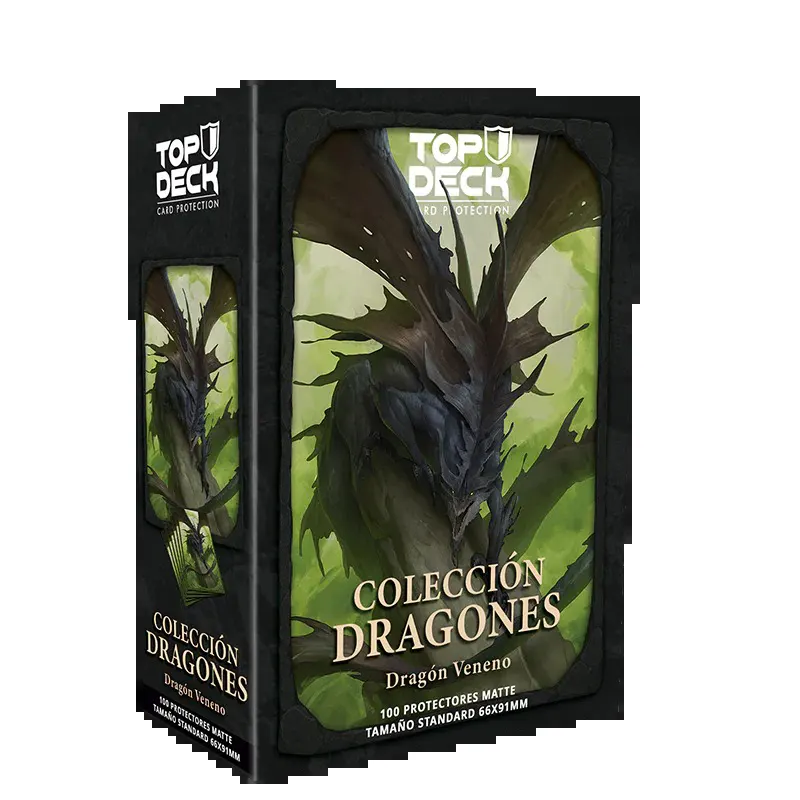 TOP
DECK
CARD PROTECTION
COLECCIÓN
DRAGONES
Dragón Veneno
100 PROTECTORES MATTE
TAMAÑO STANDARD 66X91MM
TOP
DECK
CARD PROTECTION
COLECCIÓN
DRAGONES
Dragón Veneno
100 PROTECTORES MATTE
TAMAÑO STANDARD 66X91MM